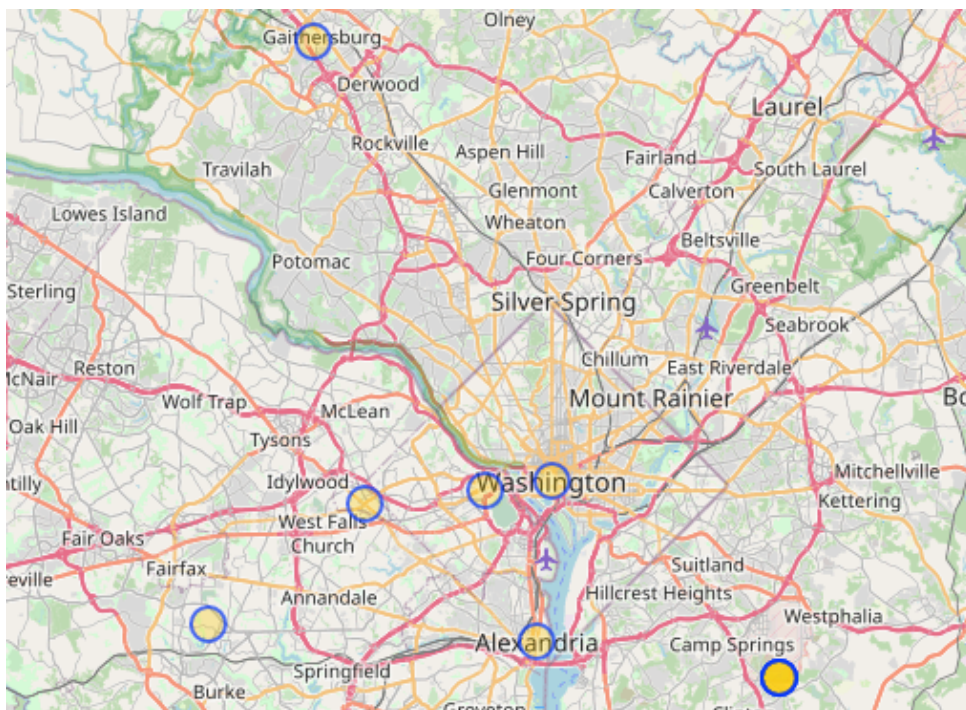 Olney
Gaithersburg
Derwood
Laurel
Rockville
Aspen Hill
Fairland
Travilah
South Laurel
Glenmont
Calverton
Lowes Island
Wheaton
Beltsville
Potomac
Four Corners
Sterling
Greenbelt
Silver Spring
Seabrook
Chillum
East Riverdale
Reston
McNair
Mount Rainier
Wolf Trap
McLean
Oak Hill
Tysons
Mitchellville
Idylwood
Washington
Kettering
West Falls
Church
Fair Oaks
Fairfax
Suitland
Annandale
Hillcrest Heights
Westphalia
Alexandria
Camp Springs
Springfield
Burke